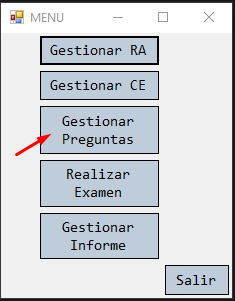 MENU
Gestionar RA
Gestionar CE
Gestionar
Preguntas
Realizar
Examen
Gestionar
Informe
Salir